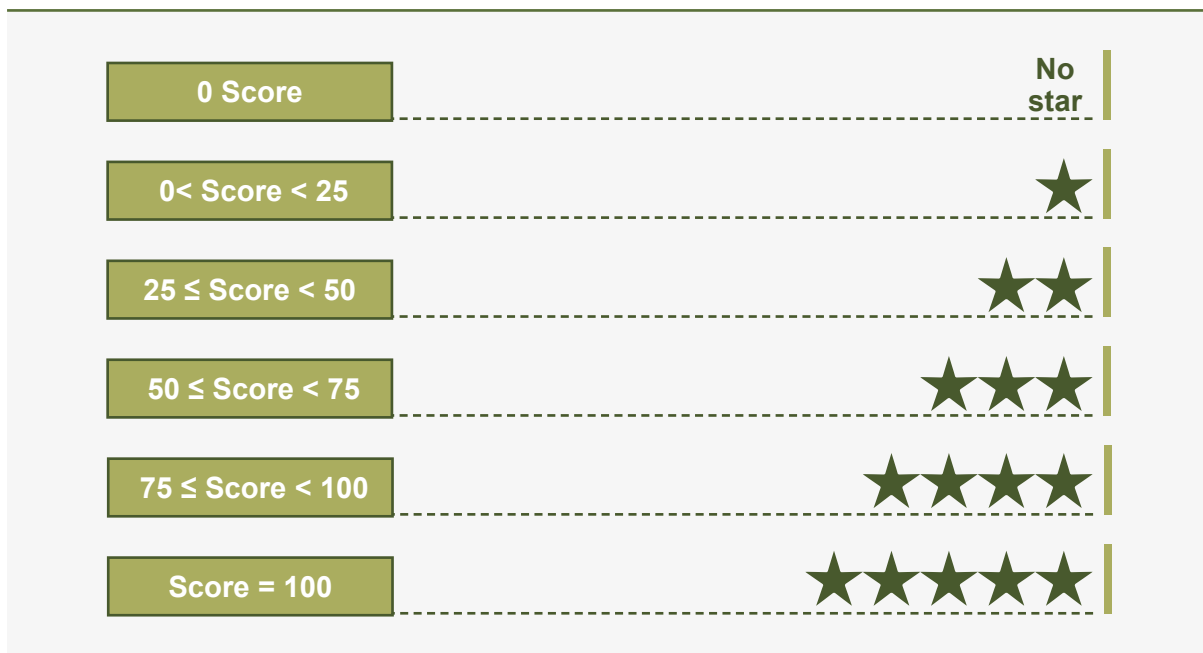 0 Score
No
star
0< Score < 25
25 ≤ Score < 50
50 ≤ Score < 75
75 ≤ Score < 100
Score = 100